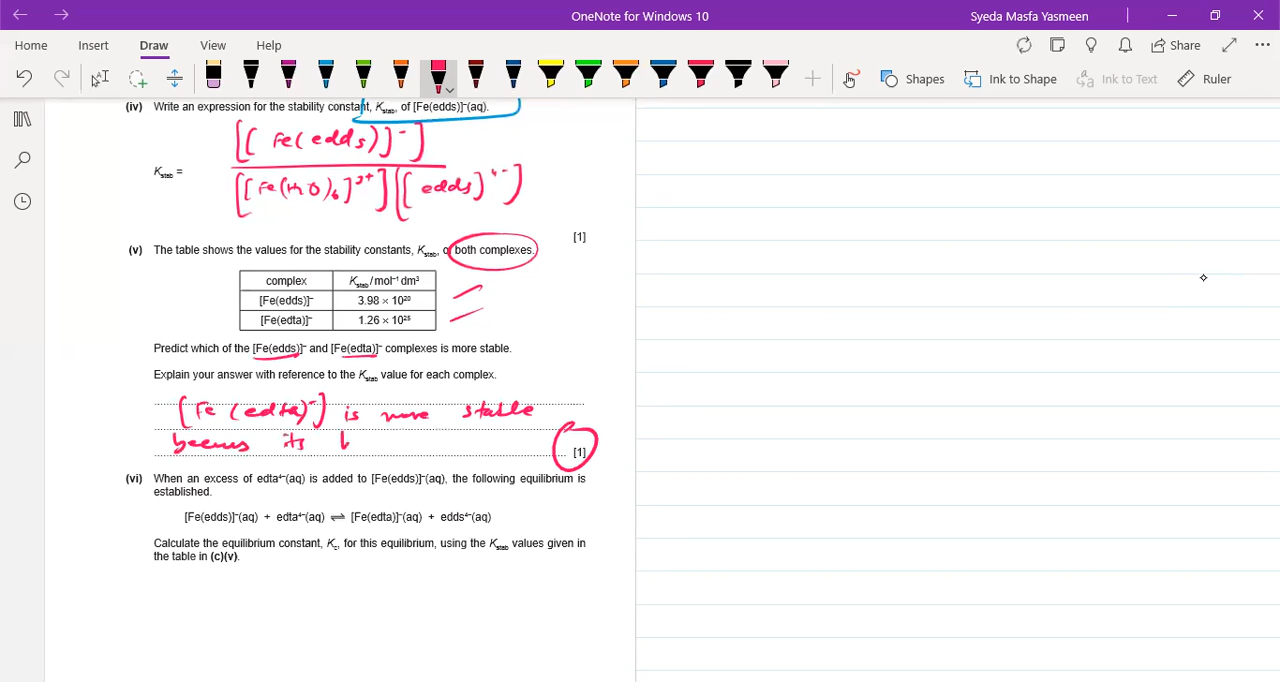 OneNote for Windows 10
Syeda Masfa Yasmeen
Home Insert Draw View Help
Share
Shapes Ink to Shape Ink to Text Ruler
(iv) Write an expression for the stability constant, Kstab, of [Fe(edds)]⁻(aq).
[[Fe(edds)]⁻]
Kstab =
[[Fe(H2O)6]³⁺][[edds]⁴⁻]
[1]
(v) The table shows the values for the stability constants, Kstab, of both complexes.
complex Kstab / mol⁻¹ dm³
[Fe(edds)]⁻ 3.98 × 10²⁰
[Fe(edta)]⁻ 1.26 × 10²⁵
Predict which of the [Fe(edds)]⁻ and [Fe(edta)]⁻ complexes is more stable.
Explain your answer with reference to the Kstab value for each complex.
[Fe(edta)⁻] is more stable
its
[1]
(vi) When an excess of edta⁴⁻(aq) is added to [Fe(edds)]⁻(aq), the following equilibrium is
established.
[Fe(edds)]⁻(aq) + edta⁴⁻(aq) ⇌ [Fe(edta)]⁻(aq) + edds⁴⁻(aq)
Calculate the equilibrium constant, Kc, for this equilibrium, using the Kstab values given in
the table in (c)(v).